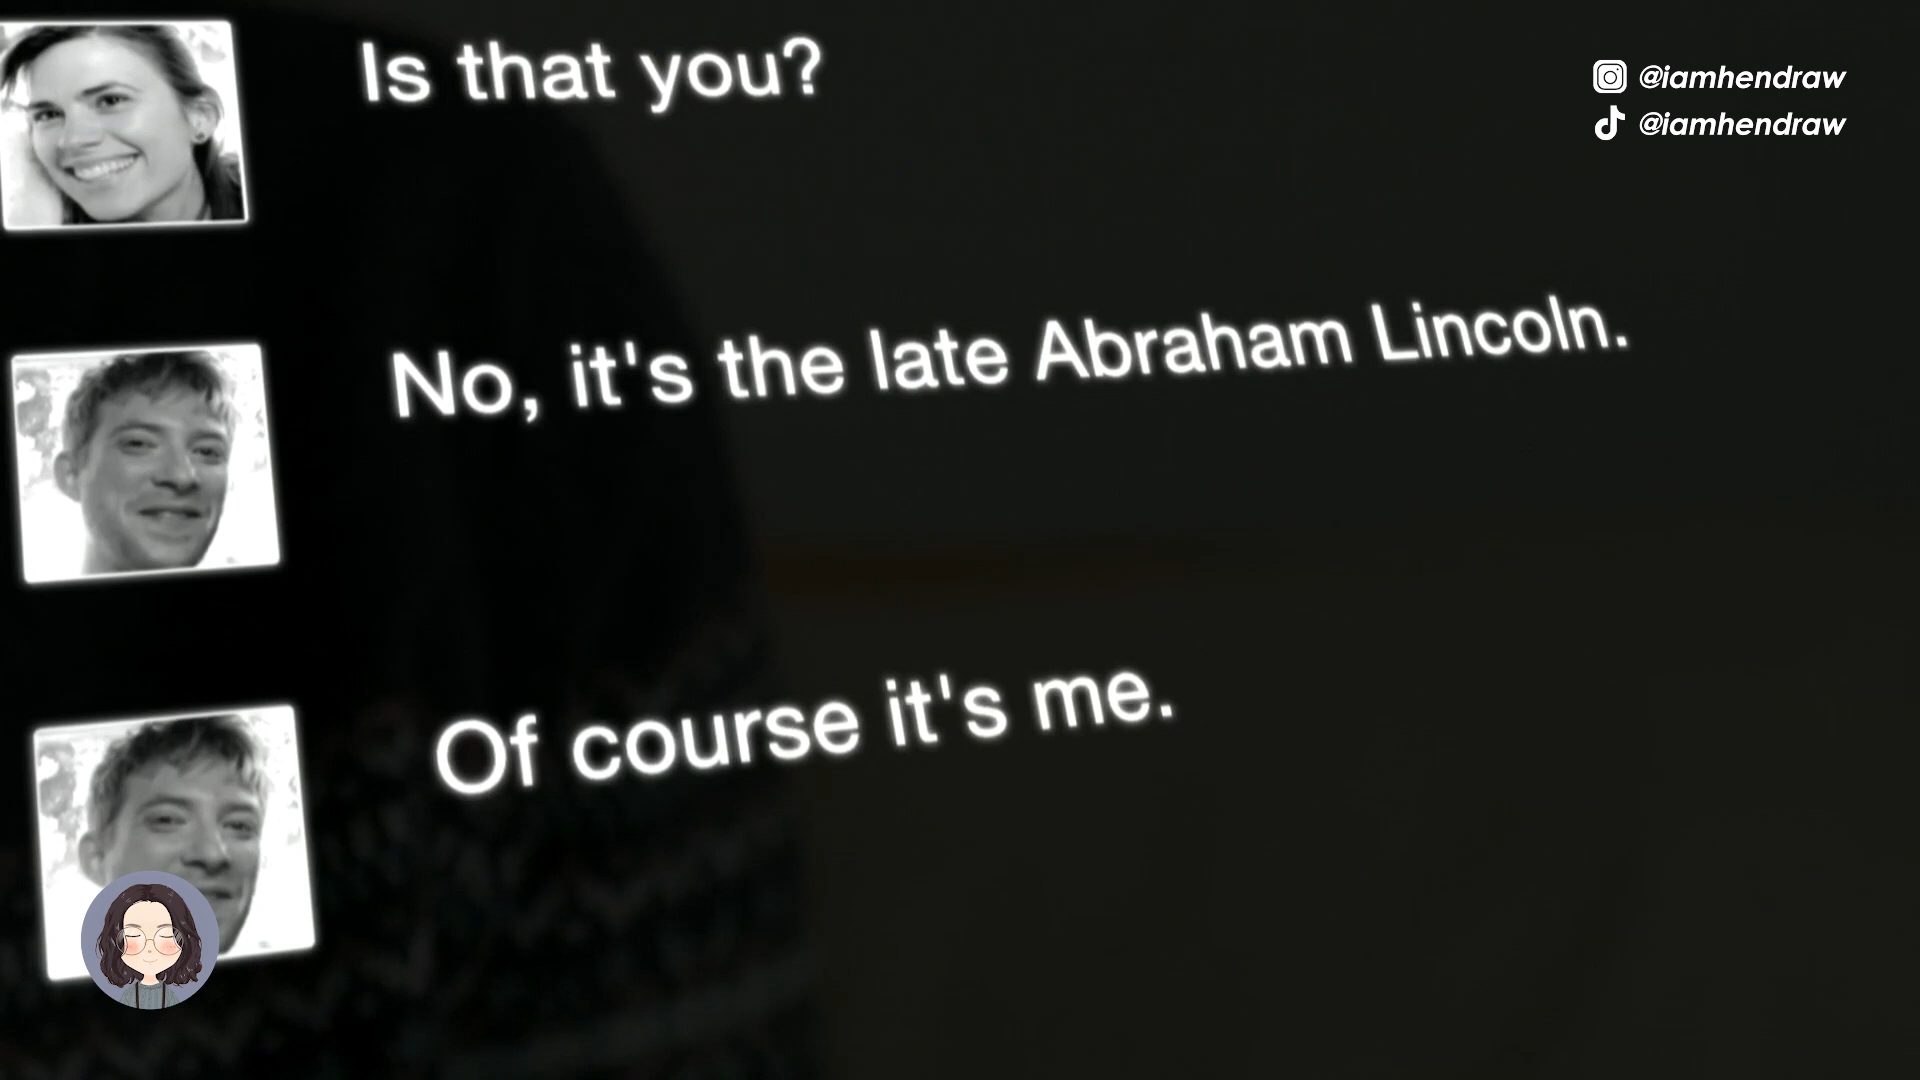 Is that you?
@iamhendraw
@iamhendraw
No, it's the late Abraham Lincoln.
Of course it's me.